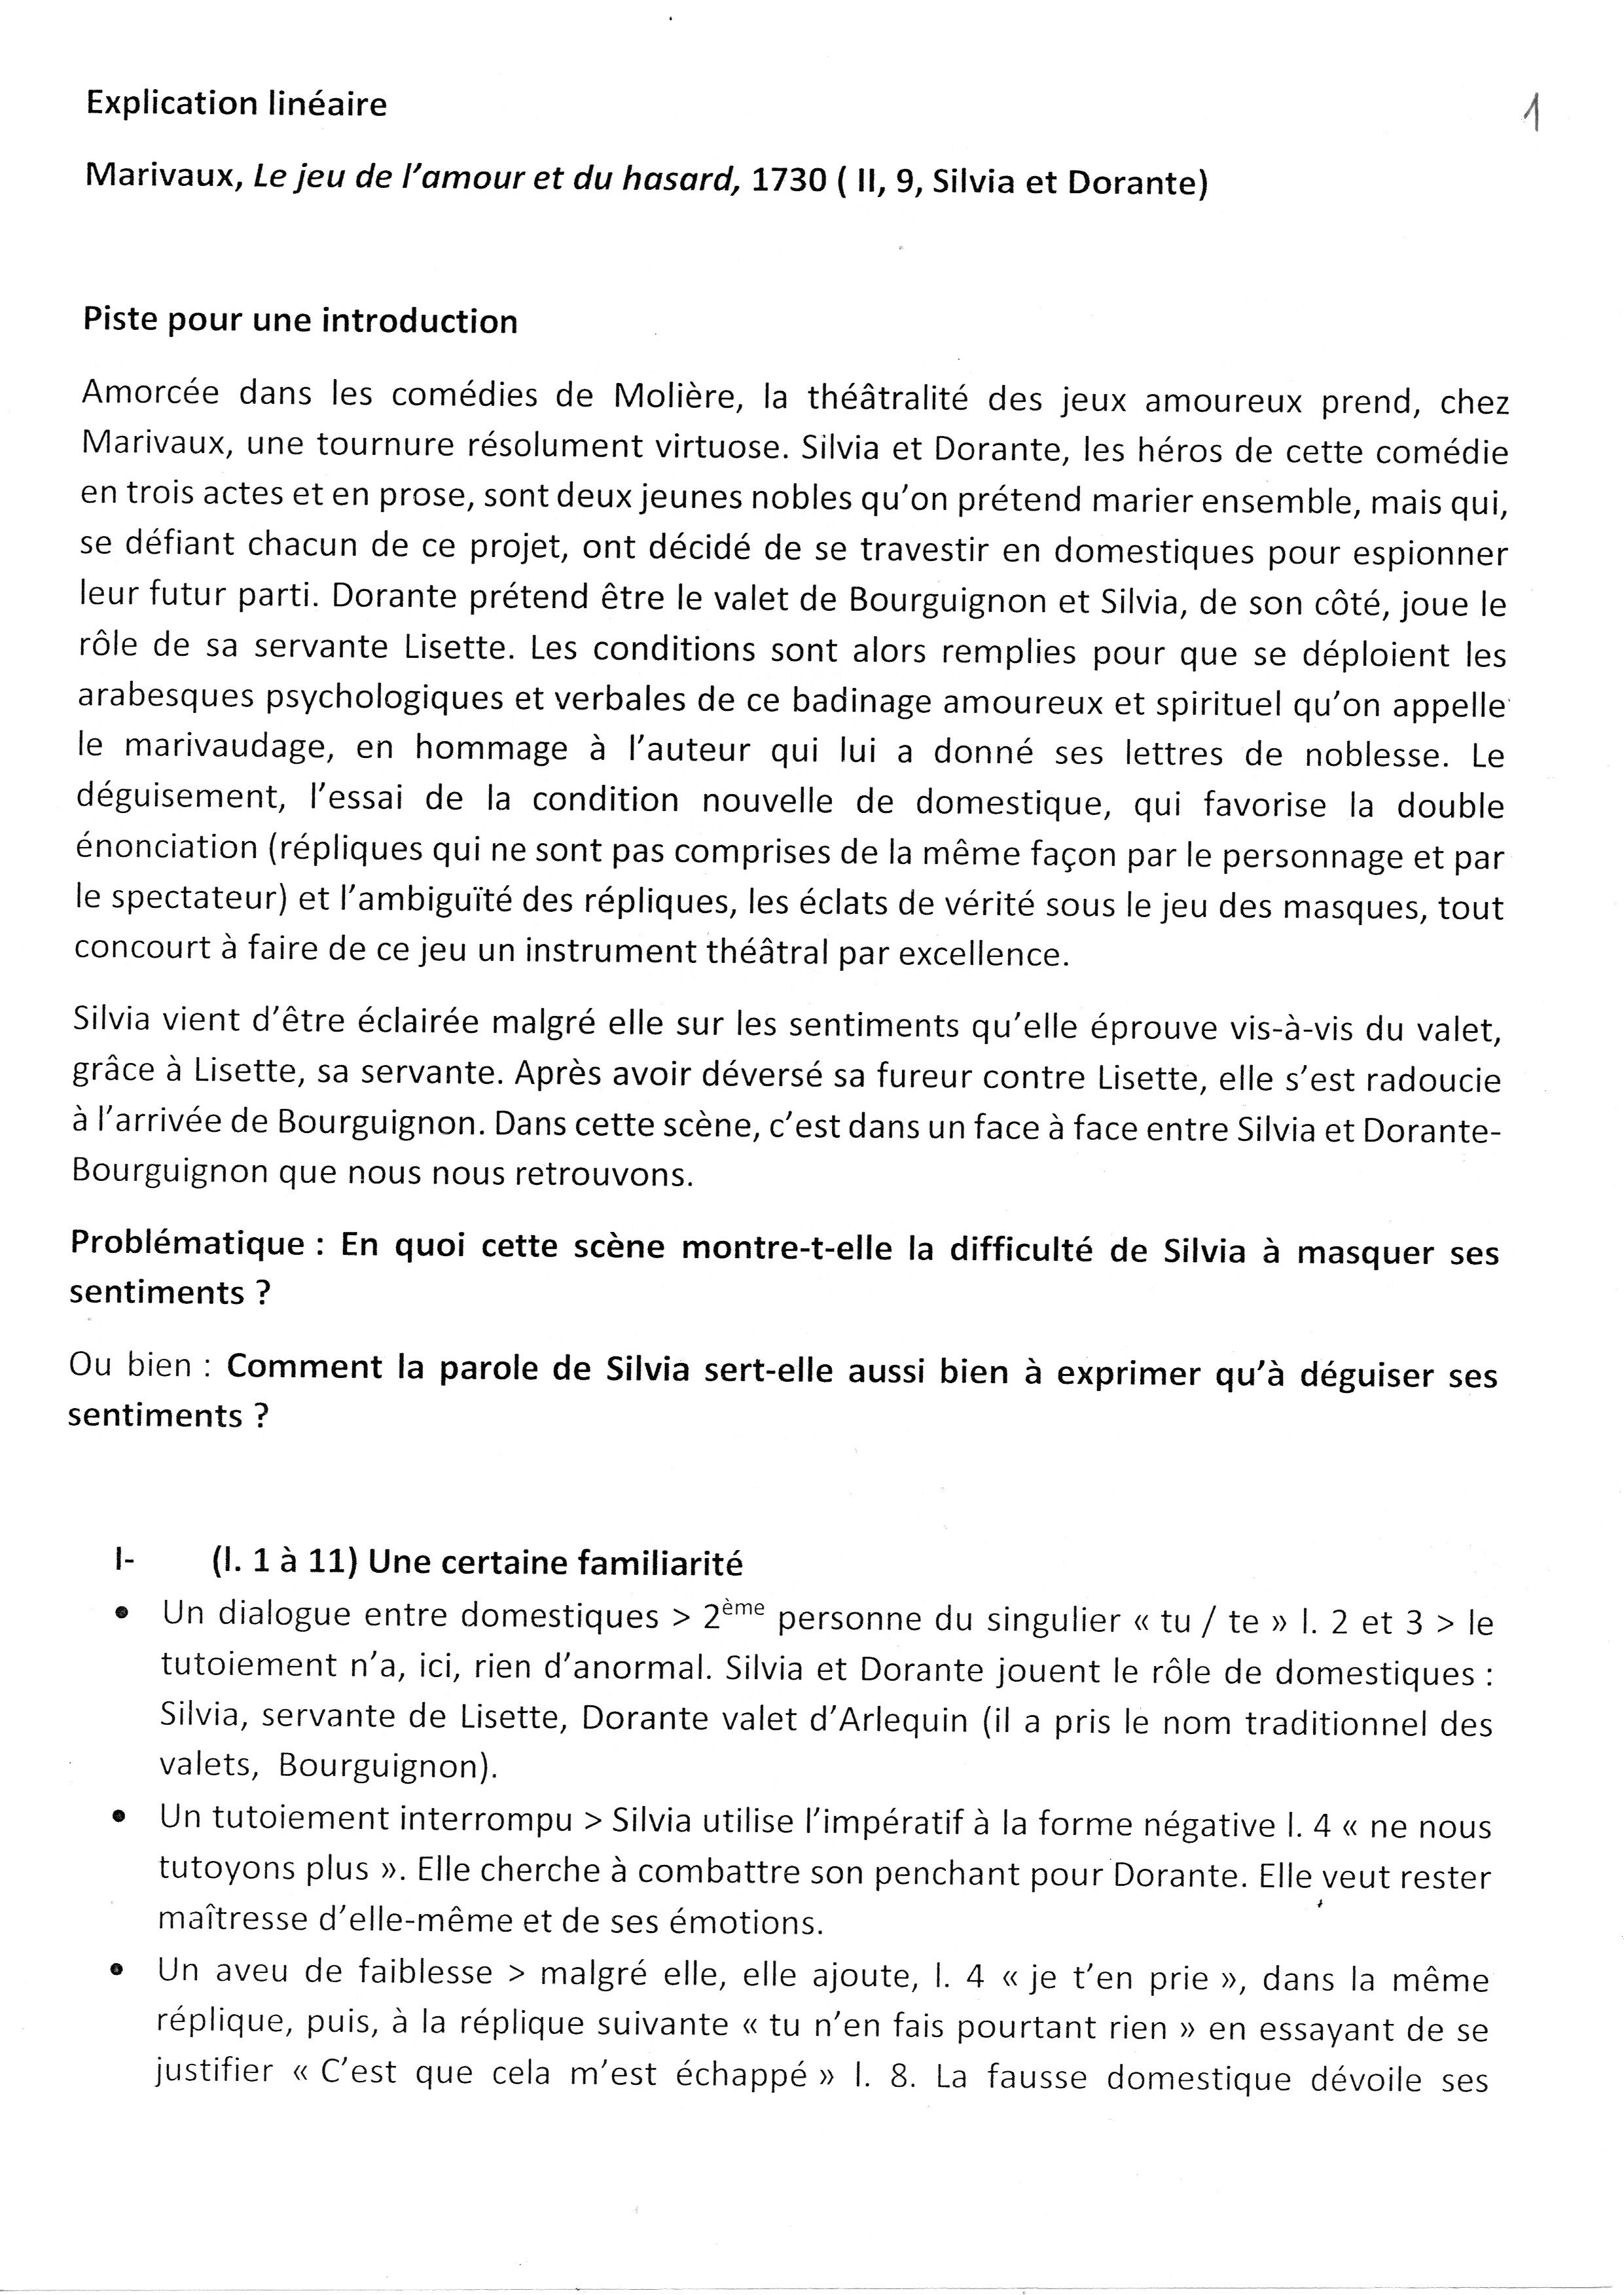 Explication linéaire
1
Marivaux, Le jeu de l'amour et du hasard, 1730 ( II, 9, Silvia et Dorante)
Piste pour une introduction
Amorcée dans les comédies de Molière, la théâtralité des jeux amoureux prend, chez
Marivaux, une tournure résolument virtuose. Silvia et Dorante, les héros de cette comédie
en trois actes et en prose, sont deux jeunes nobles qu'on prétend marier ensemble, mais qui,
se défiant chacun de ce projet, ont décidé de se travestir en domestiques pour espionner
leur futur parti. Dorante prétend être le valet de Bourguignon et Silvia, de son côté, joue le
rôle de sa servante Lisette. Les conditions sont alors remplies pour que se déploient les
arabesques psychologiques et verbales de ce badinage amoureux et spirituel qu'on appelle
le marivaudage, en hommage à l'auteur qui lui a donné ses lettres de noblesse. Le
déguisement, l'essai de la condition nouvelle de domestique, qui favorise la double
énonciation (répliques qui ne sont pas comprises de la même façon par le personnage et par
le spectateur) et l'ambiguïté des répliques, les éclats de vérité sous le jeu des masques, tout
concourt à faire de ce jeu un instrument théâtral par excellence.
Silvia vient d'être éclairée malgré elle sur les sentiments qu'elle éprouve vis-à-vis du valet,
grâce à Lisette, sa servante. Après avoir déversé sa fureur contre Lisette, elle s'est radoucie
à l'arrivée de Bourguignon. Dans cette scène, c'est dans un face à face entre Silvia et Dorante-
Bourguignon que nous nous retrouvons.
Problématique : En quoi cette scène montre-t-elle la difficulté de Silvia à masquer ses
sentiments ?
Ou bien : Comment la parole de Silvia sert-elle aussi bien à exprimer qu'à déguiser ses
sentiments ?
I- (l. 1 à 11) Une certaine familiarité
• Un dialogue entre domestiques > 2ème personne du singulier « tu / te » l. 2 et 3 > le
tutoiement n'a, ici, rien d'anormal. Silvia et Dorante jouent le rôle de domestiques :
Silvia, servante de Lisette, Dorante valet d'Arlequin (il a pris le nom traditionnel des
valets, Bourguignon).
• Un tutoiement interrompu > Silvia utilise l'impératif à la forme négative l. 4 « ne nous
tutoyons plus ». Elle cherche à combattre son penchant pour Dorante. Elle veut rester
maîtresse d'elle-même et de ses émotions.
• Un aveu de faiblesse > malgré elle, elle ajoute, l. 4 « je t'en prie », dans la même
réplique, puis, à la réplique suivante « tu n'en fais pourtant rien » en essayant de se
justifier « C'est que cela m'est échappé » l. 8. La fausse domestique dévoile ses